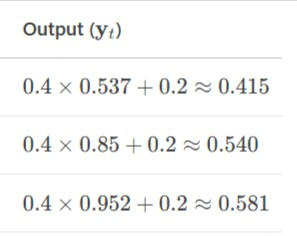 Output (yₜ)
0.4 × 0.537 + 0.2 ≈ 0.415
0.4 × 0.85 + 0.2 ≈ 0.540
0.4 × 0.952 + 0.2 ≈ 0.581